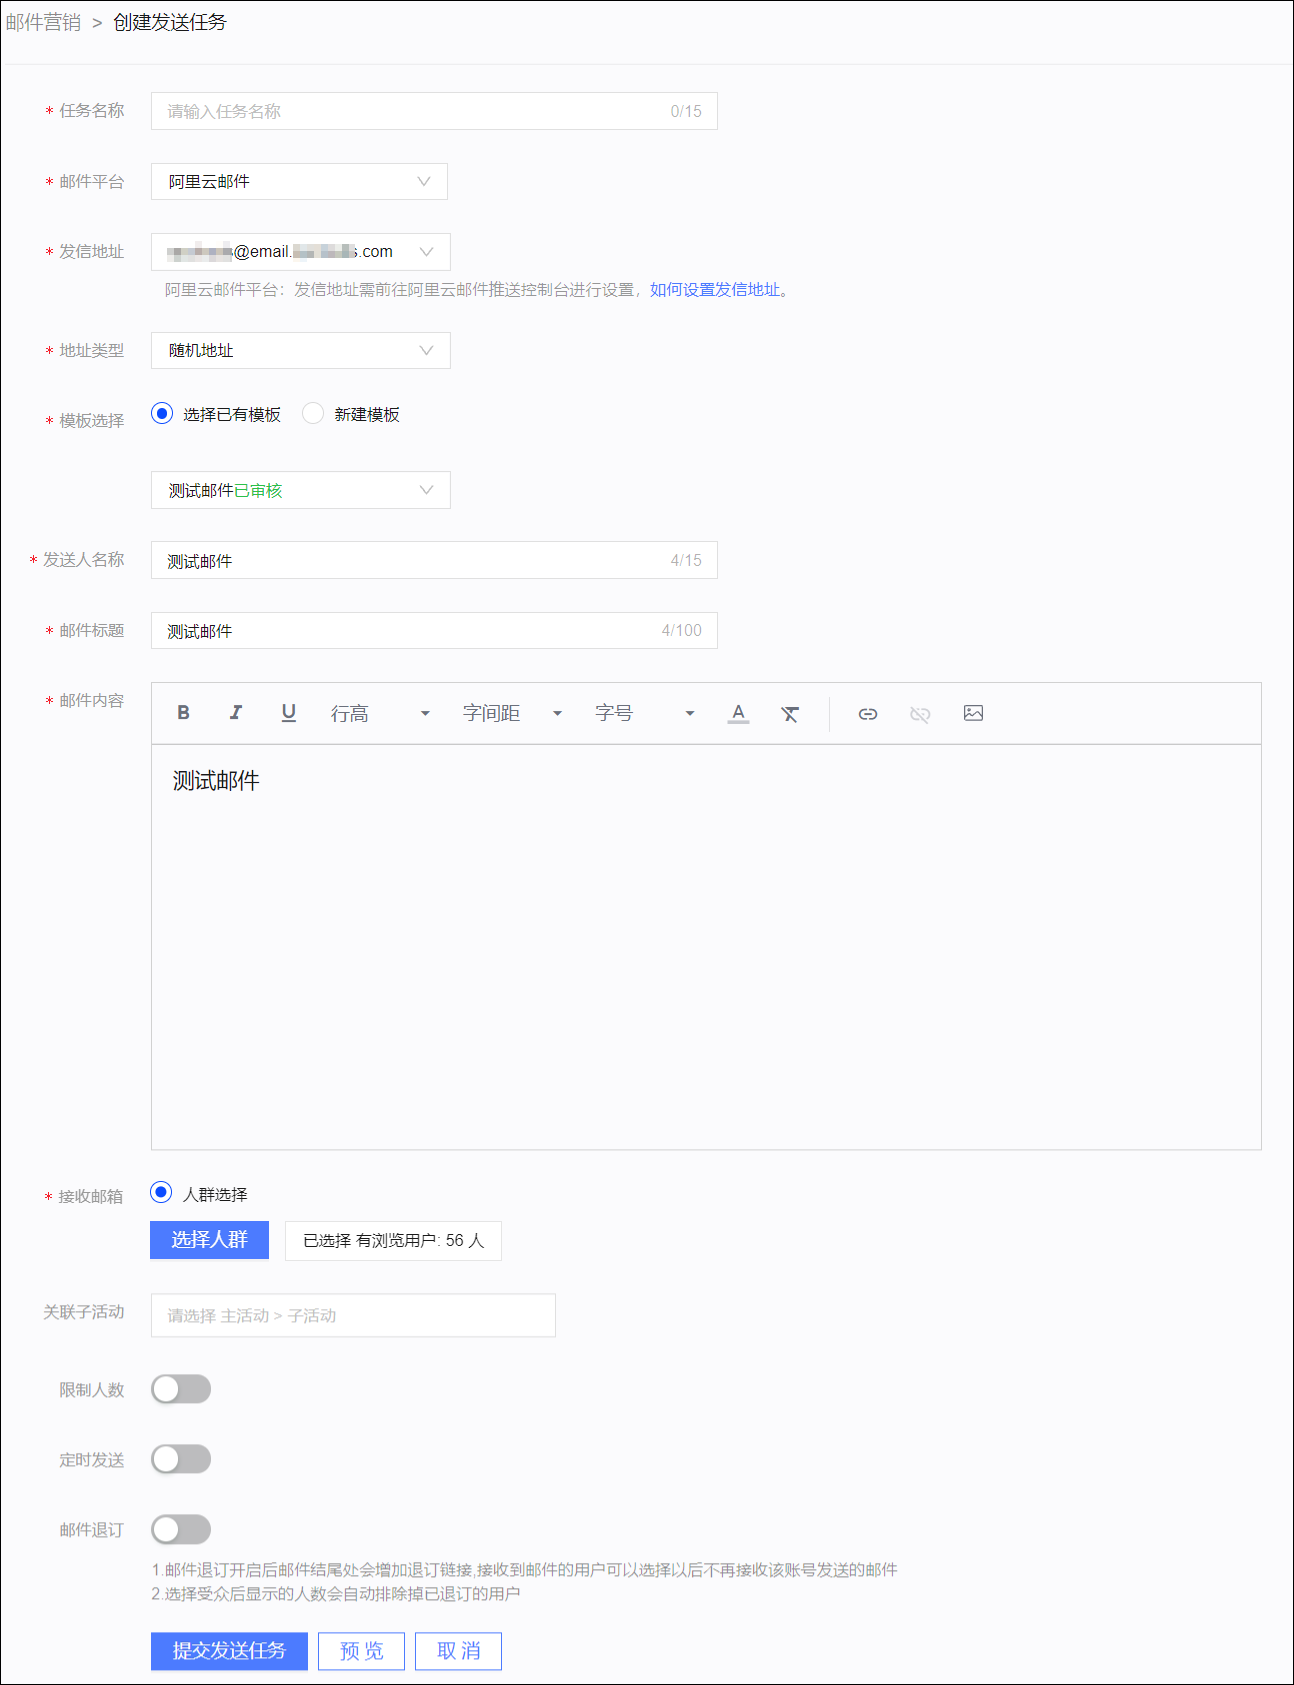 邮件营销 > 创建发送任务
* 任务名称 请输入任务名称 0/15
* 邮件平台 阿里云邮件
* 发信地址 s@email. s.com
阿里云邮件平台：发信地址需前往阿里云邮件推送控制台进行设置，如何设置发信地址。
* 地址类型 随机地址
* 模板选择 选择已有模板 新建模板
测试邮件已审核
* 发送人名称 测试邮件 4/15
* 邮件标题 测试邮件 4/100
* 邮件内容 B I U 行高 字间距 字号 A
测试邮件
* 接收邮箱 人群选择
选择人群 已选择 有浏览用户: 56 人
关联子活动 请选择 主活动 > 子活动
限制人数
定时发送
邮件退订
1.邮件退订开启后邮件结尾处会增加退订链接,接收到邮件的用户可以选择以后不再接收该账号发送的邮件
2.选择受众后显示的人数会自动排除掉已退订的用户
提交发送任务 预 览 取 消